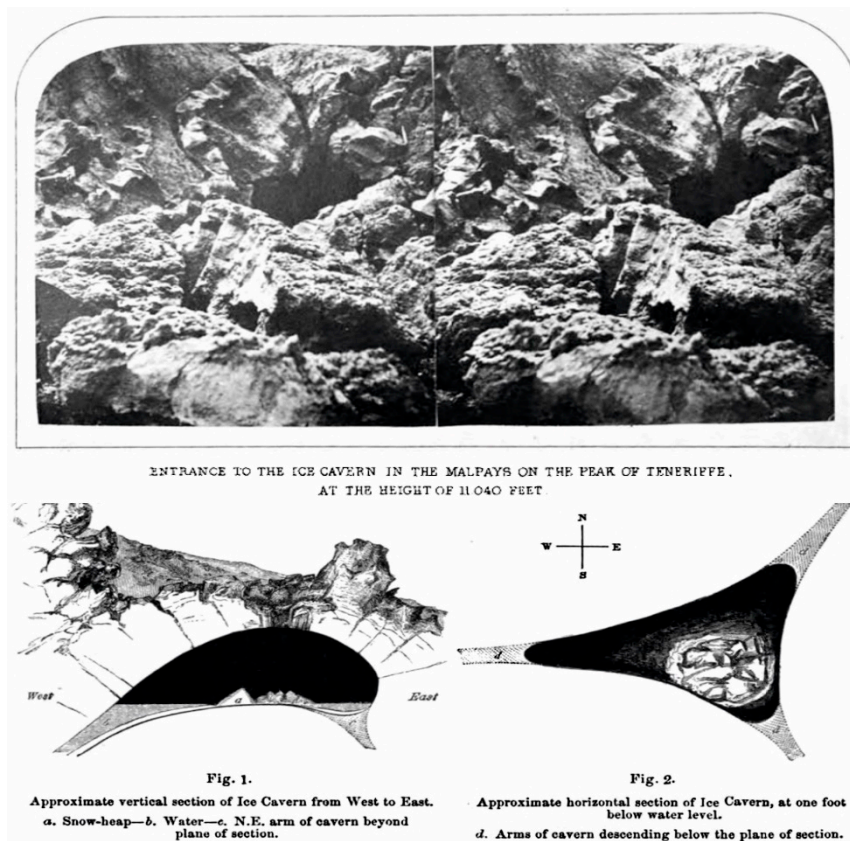 ENTRANCE TO THE ICE CAVERN IN THE MALPAYS ON THE PEAK OF TENERIFFE,
AT THE HEIGHT OF 11 040 FEET.
West
a
c
East
Fig. 1.
Approximate vertical section of Ice Cavern from West to East.
a. Snow-heap—b. Water—c. N.E. arm of cavern beyond
plane of section.
N
W E
S
d
d
d
Fig. 2.
Approximate horizontal section of Ice Cavern, at one foot
below water level.
d. Arms of cavern descending below the plane of section.